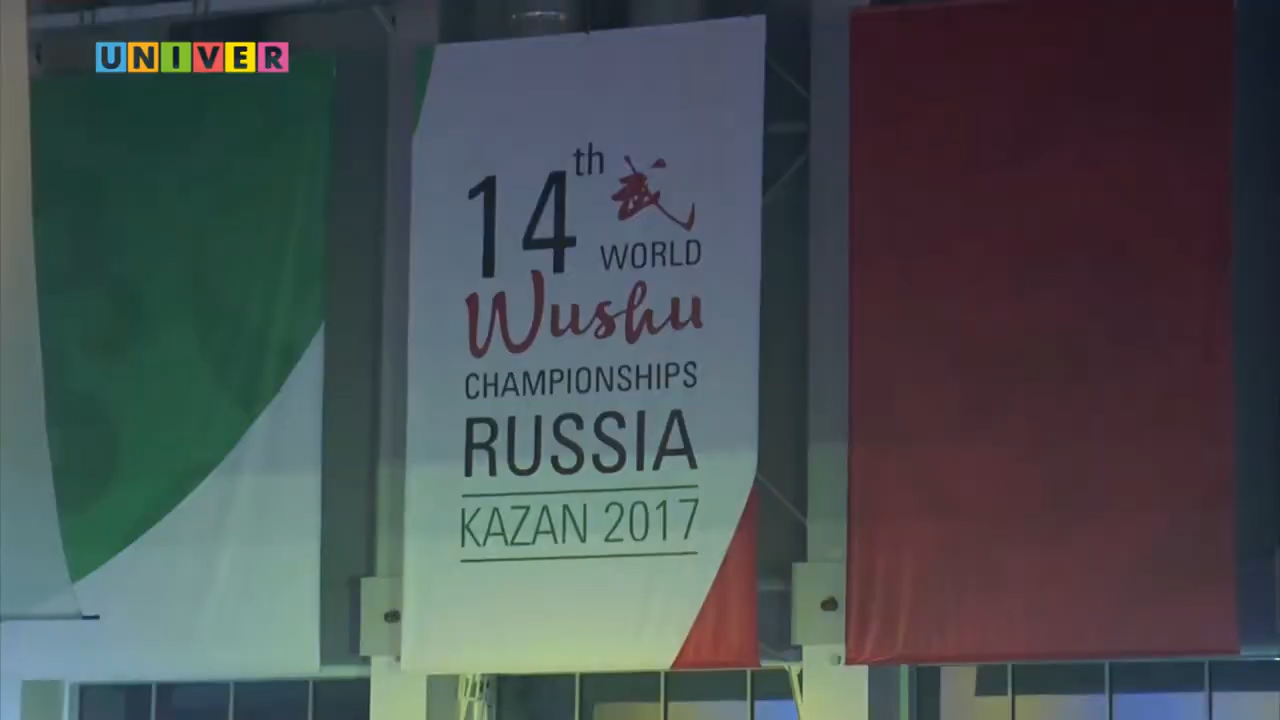 UNIVER
14th 武
WORLD
Wushu
CHAMPIONSHIPS
RUSSIA
KAZAN 2017